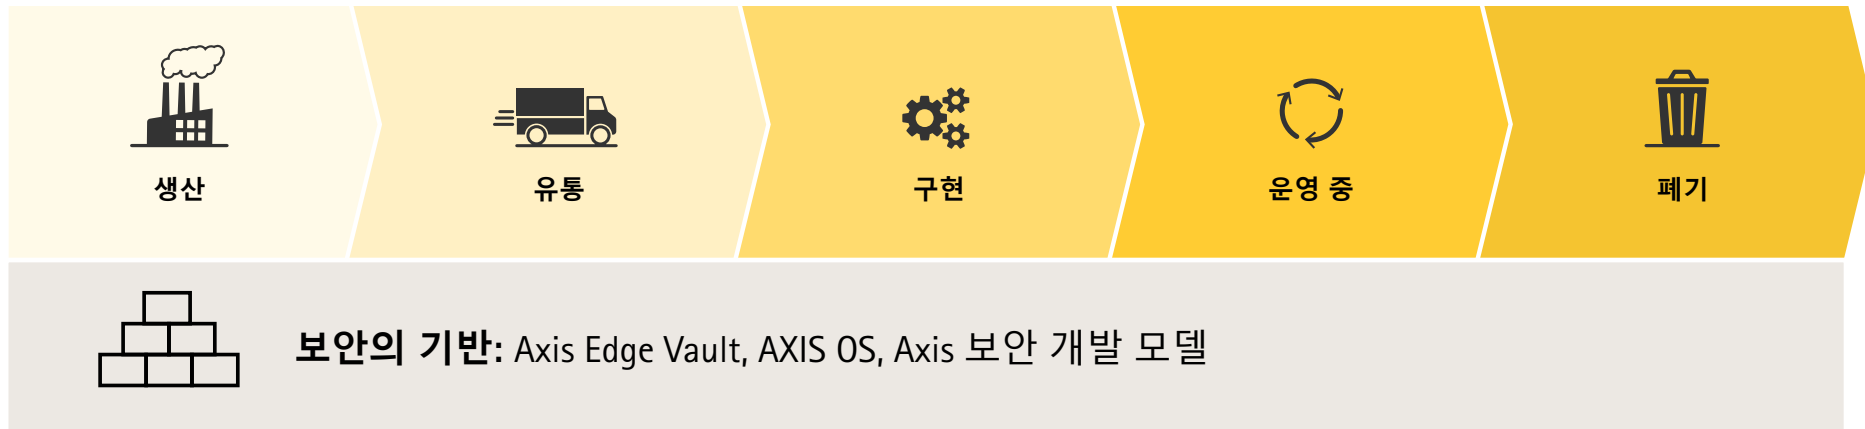 생산
유통
구현
운영 중
폐기
보안의 기반: Axis Edge Vault, AXIS OS, Axis 보안 개발 모델